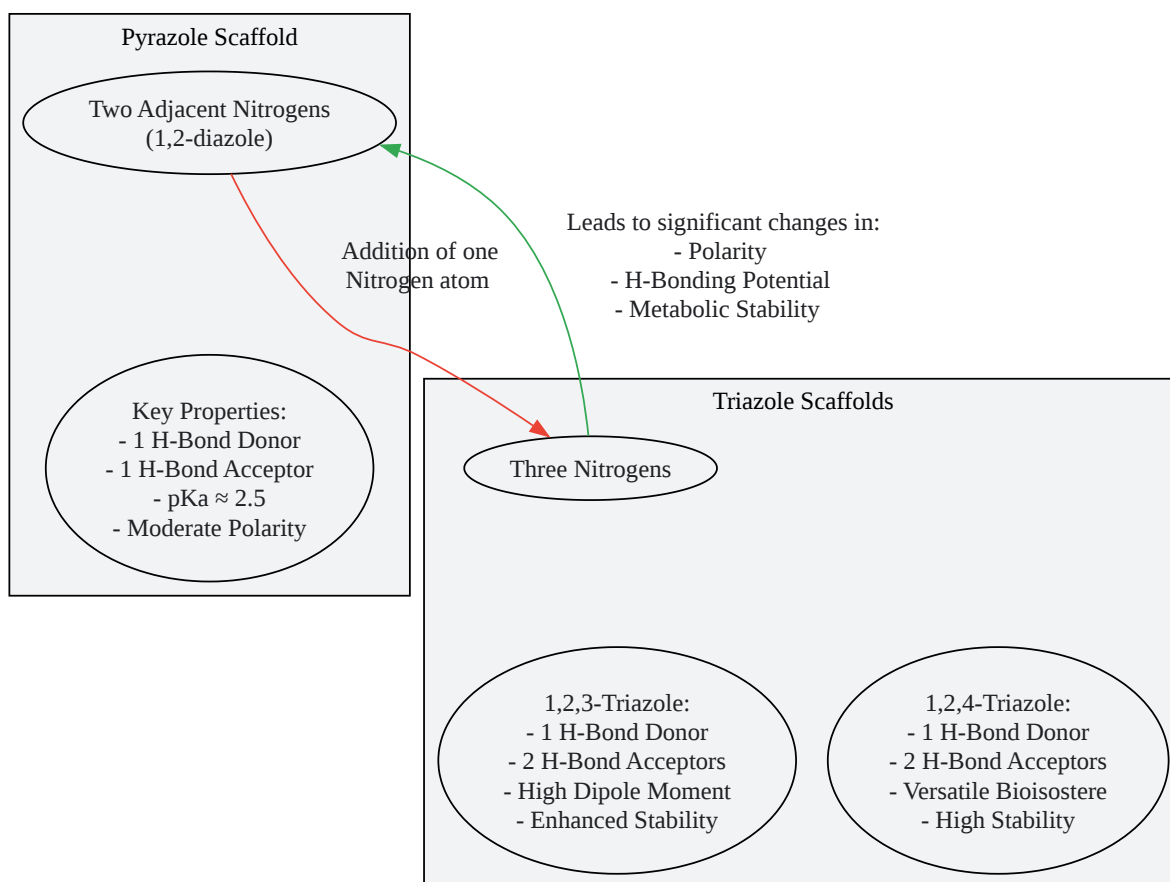 Pyrazole Scaffold
Two Adjacent Nitrogens
(1,2-diazole)
Addition of one
Nitrogen atom
Leads to significant changes in:
- Polarity
- H-Bonding Potential
- Metabolic Stability
Key Properties:
- 1 H-Bond Donor
- 1 H-Bond Acceptor
- pKa ≈ 2.5
- Moderate Polarity
Triazole Scaffolds
Three Nitrogens
1,2,3-Triazole:
- 1 H-Bond Donor
- 2 H-Bond Acceptors
- High Dipole Moment
- Enhanced Stability
1,2,4-Triazole:
- 1 H-Bond Donor
- 2 H-Bond Acceptors
- Versatile Bioisostere
- High Stability